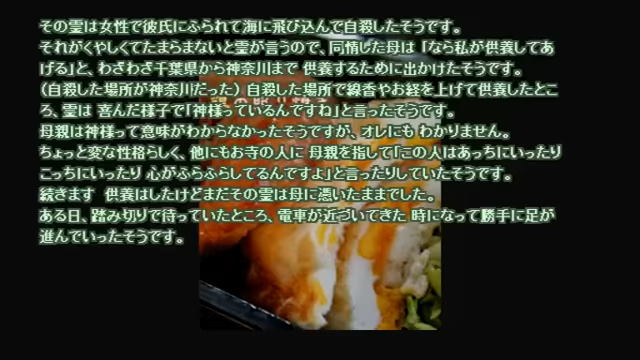 その霊は女性で彼氏にふられて海に飛び込んで自殺したそうです。
それがくやしくてたまらないと霊が言うので、同情した母は 「なら私が供養してあ
げる」と、わざわざ千葉県から神奈川まで 供養するために出かけたそうです。
（自殺した場所が神奈川だった） 自殺した場所で線香やお経を上げて供養したとこ
ろ、霊は 喜んだ様子で「神様っているんですね」と言ったそうです。
母親は神様って意味がわからなかったそうですが、オレにも わかりません。
ちょっと変な性格らしく、他にもお寺の人に 母親を指して「この人はあっちにいったり
こっちにいったり 心がふらふらしてるんですよ」と言ったりしていたそうです。
続きます　供養はしたけどまだその霊は母に憑いたままでした。
ある日、踏み切りで待っていたところ、電車が近づいてきた 時になって勝手に足が
進んでいったそうです。